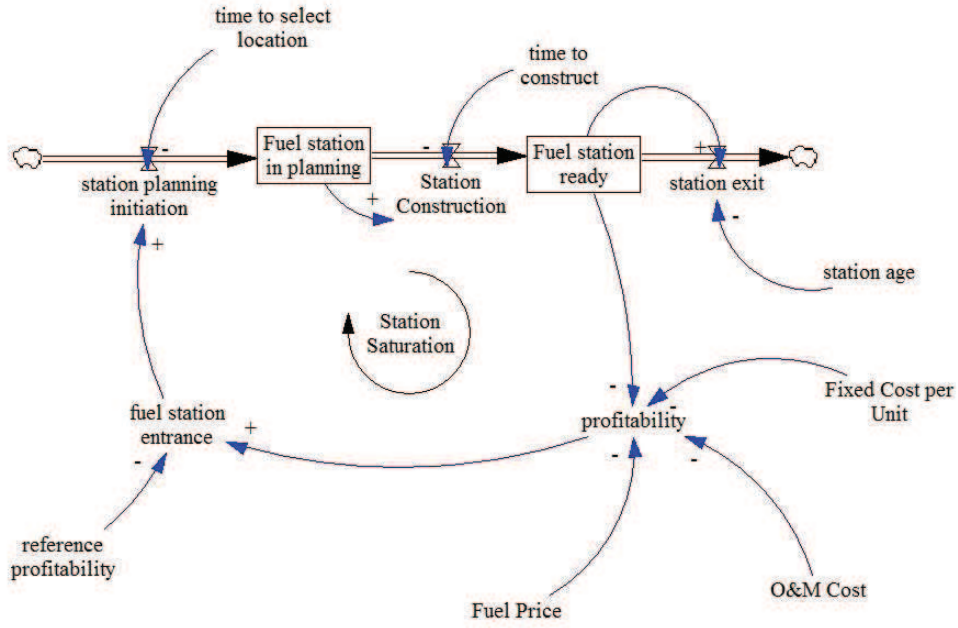 time to select
location
time to
construct
-
Fuel station
in planning
-
Fuel station
ready
+
station planning
initiation
Station
Construction
station exit
+
-
+
station age
Station
Saturation
-
-
Fixed Cost per
Unit
fuel station
entrance
+
profitability
-
-
-
reference
profitability
O&M Cost
Fuel Price